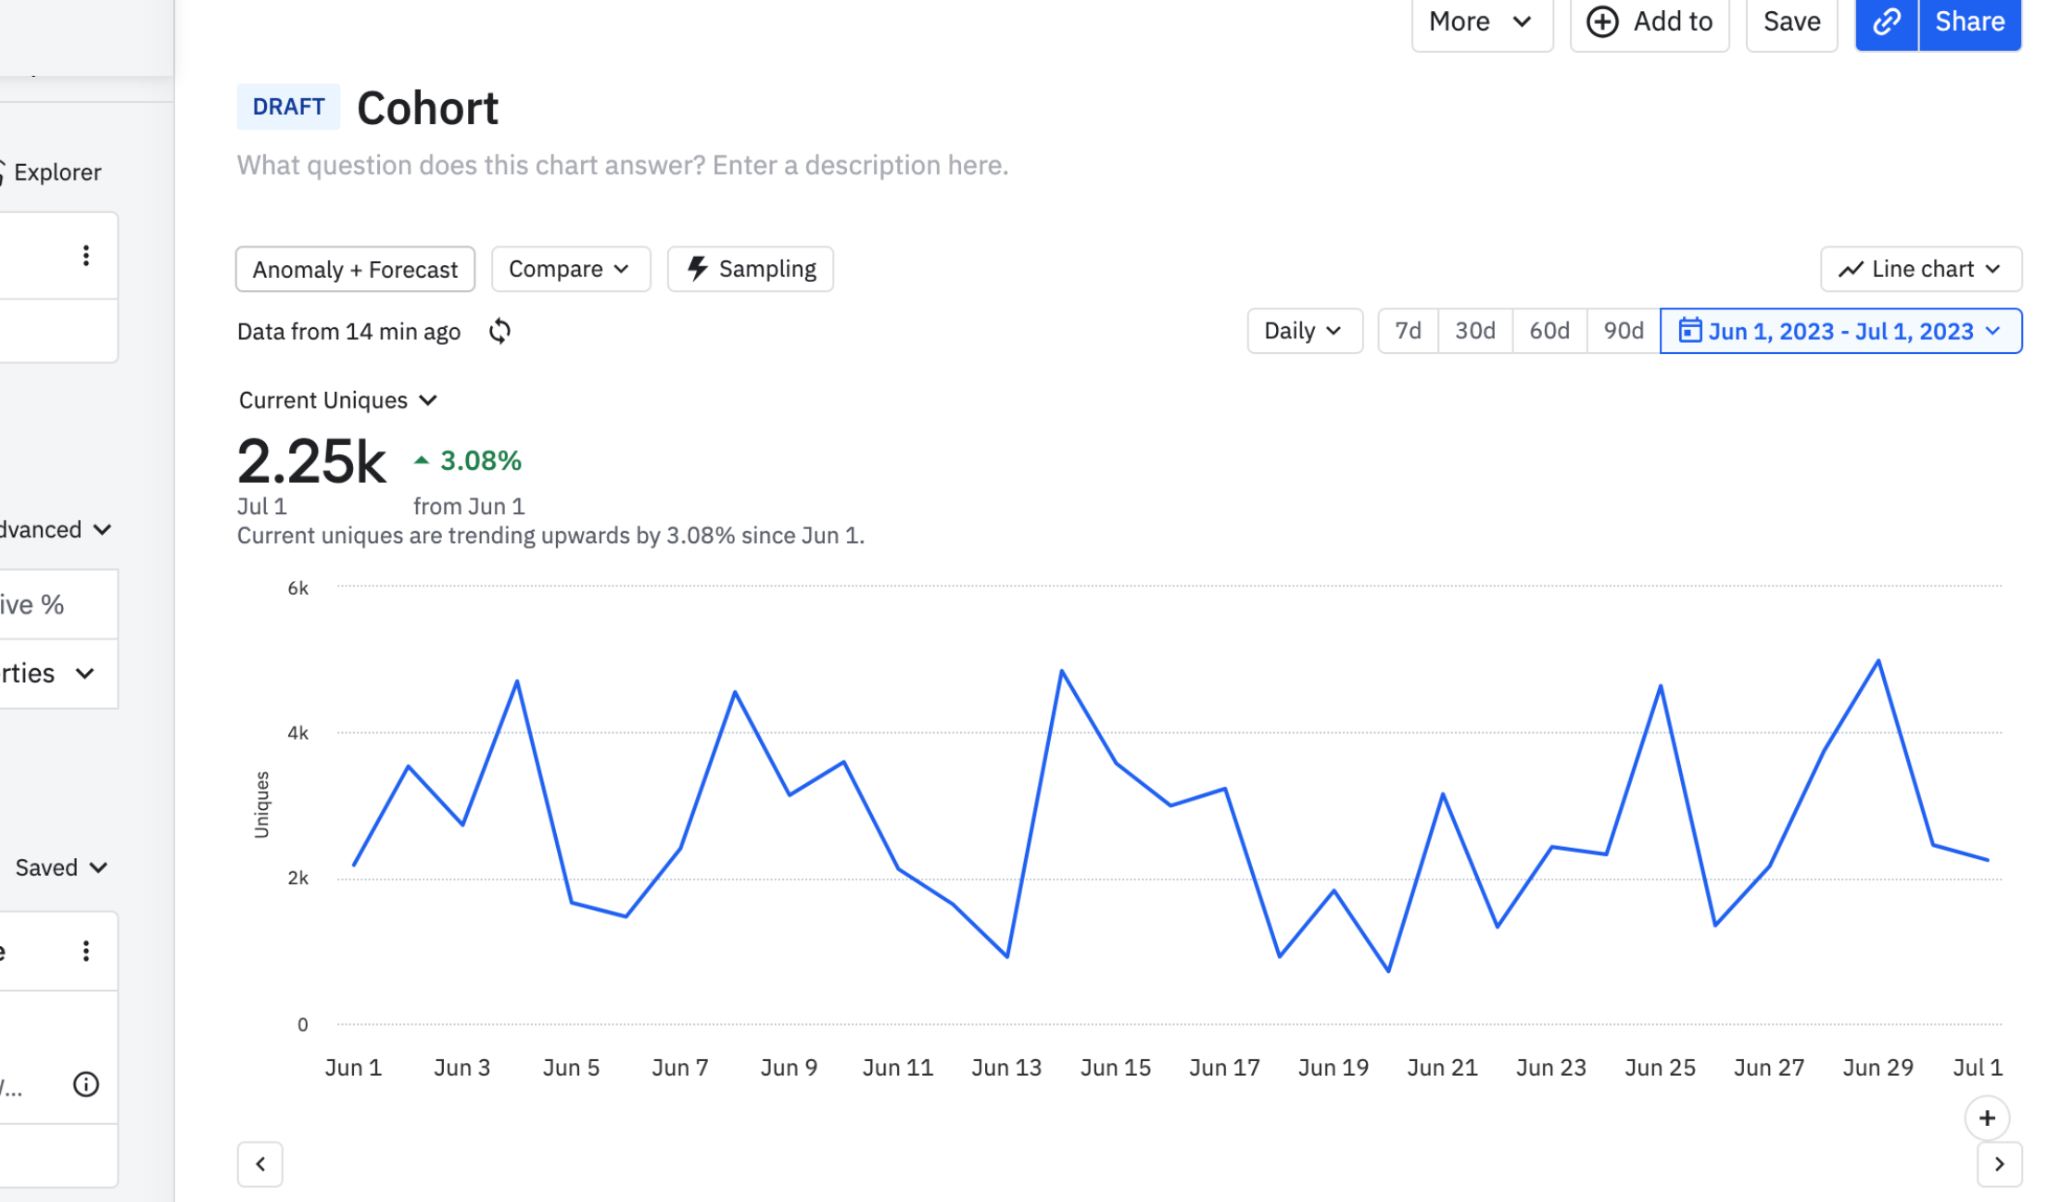 More
Add to
Save
Share
DRAFT Cohort
What question does this chart answer? Enter a description here.
Explorer
Anomaly + Forecast
Compare
Sampling
Line chart
Data from 14 min ago
Daily
7d
30d
60d
90d
Jun 1, 2023 - Jul 1, 2023
Current Uniques
2.25k
3.08%
Jul 1
from Jun 1
Current uniques are trending upwards by 3.08% since Jun 1.
dvanced
ive %
rties
Saved
e
/...
6k
4k
2k
0
Uniques
Jun 1
Jun 3
Jun 5
Jun 7
Jun 9
Jun 11
Jun 13
Jun 15
Jun 17
Jun 19
Jun 21
Jun 23
Jun 25
Jun 27
Jun 29
Jul 1